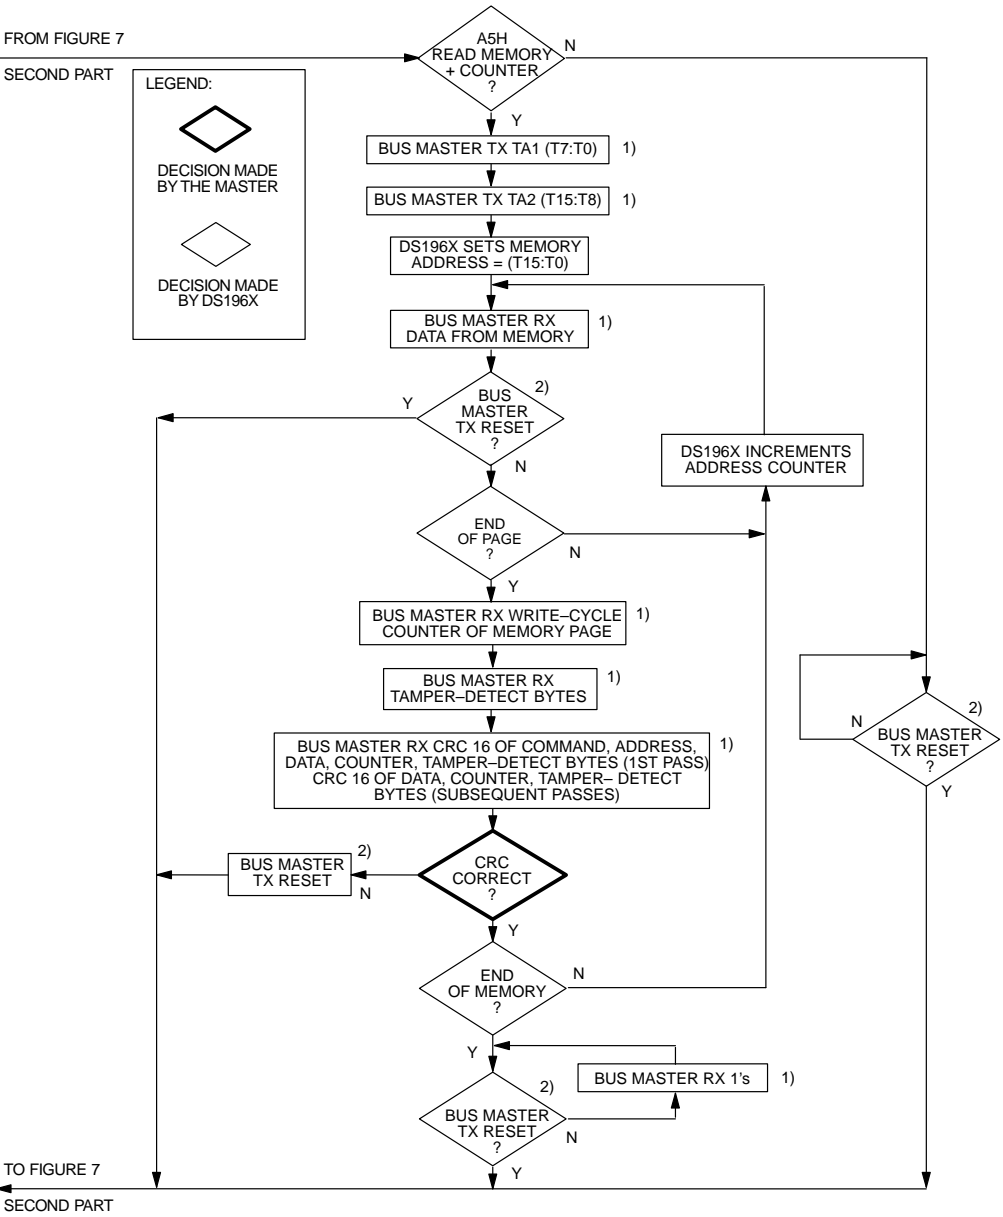 FROM FIGURE 7
SECOND PART
A5H
READ MEMORY
+ COUNTER
?
N
Y
LEGEND:
DECISION MADE
BY THE MASTER
DECISION MADE
BY DS196X
BUS MASTER TX TA1 (T7:T0)
1)
BUS MASTER TX TA2 (T15:T8)
1)
DS196X SETS MEMORY
ADDRESS = (T15:T0)
BUS MASTER RX
DATA FROM MEMORY
1)
BUS
MASTER
TX RESET
?
2)
Y
N
DS196X INCREMENTS
ADDRESS COUNTER
END
OF PAGE
?
N
Y
BUS MASTER RX WRITE–CYCLE
COUNTER OF MEMORY PAGE
1)
BUS MASTER RX
TAMPER–DETECT BYTES
1)
BUS MASTER RX CRC 16 OF COMMAND, ADDRESS,
DATA, COUNTER, TAMPER–DETECT BYTES (1ST PASS)
CRC 16 OF DATA, COUNTER, TAMPER– DETECT
BYTES (SUBSEQUENT PASSES)
1)
N
BUS MASTER
TX RESET
?
2)
Y
CRC
CORRECT
?
N
BUS MASTER
TX RESET
2)
Y
END
OF MEMORY
?
N
Y
BUS MASTER RX 1's
1)
BUS MASTER
TX RESET
?
2)
N
Y
TO FIGURE 7
SECOND PART